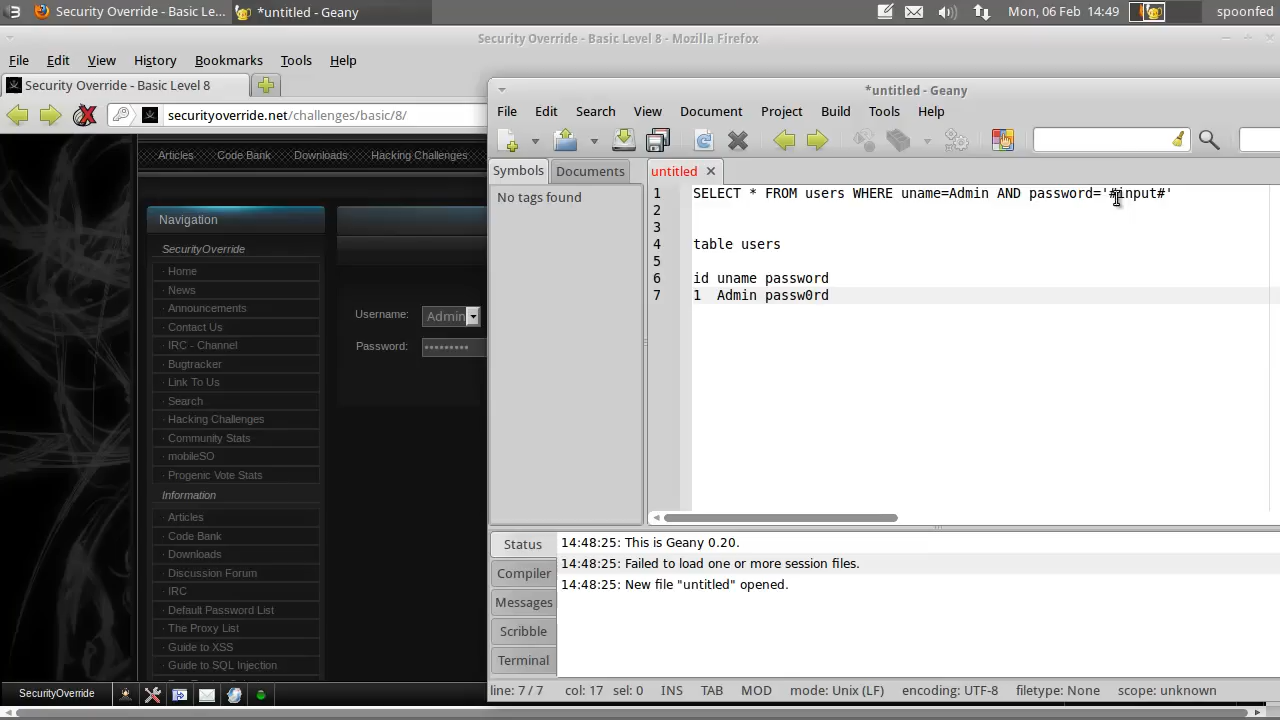 Security Override - Basic Le...
*untitled - Geany
Mon, 06 Feb 14:49
spoonfed
Security Override - Basic Level 8 - Mozilla Firefox
File Edit View History Bookmarks Tools Help
Security Override - Basic Level 8
securityoverride.net/challenges/basic/8/
Articles Code Bank Downloads Hacking Challenges
Navigation
SecurityOverride
· Home
· News
· Announcements
· Contact Us
· IRC - Channel
· Bugtracker
· Link To Us
· Search
· Hacking Challenges
· Community Stats
· mobileSO
· Progenic Vote Stats
Information
· Articles
· Code Bank
· Downloads
· Discussion Forum
· IRC
· Default Password List
· The Proxy List
· Guide to XSS
· Guide to SQL Injection
Username: Admin
Password: •••••••••
SecurityOverride
*untitled - Geany
File Edit Search View Document Project Build Tools Help
Symbols Documents
untitled
No tags found
1 SELECT * FROM users WHERE uname=Admin AND password='#input#'
2
3
4 table users
5
6 id uname password
7 1 Admin passw0rd
Status
Compiler
Messages
Scribble
Terminal
14:48:25: This is Geany 0.20.
14:48:25: Failed to load one or more session files.
14:48:25: New file "untitled" opened.
line: 7 / 7 col: 17 sel: 0 INS TAB MOD mode: Unix (LF) encoding: UTF-8 filetype: None scope: unknown